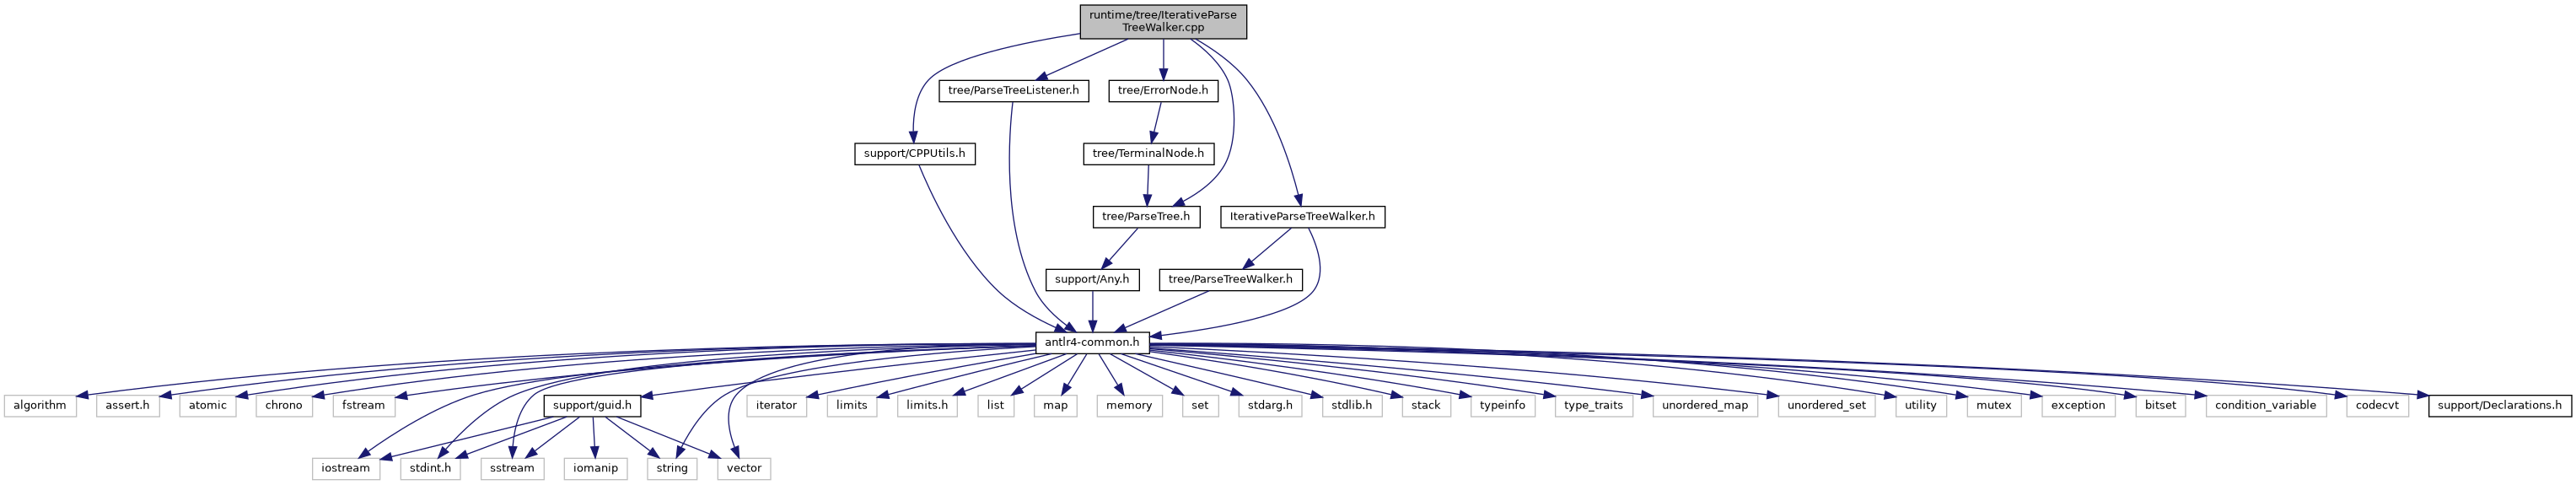 runtime/tree/IterativeParse
TreeWalker.cpp
tree/ParseTreeListener.h
tree/ErrorNode.h
support/CPPUtils.h
tree/TerminalNode.h
tree/ParseTree.h
IterativeParseTreeWalker.h
support/Any.h
tree/ParseTreeWalker.h
antlr4-common.h
algorithm
assert.h
atomic
chrono
fstream
support/guid.h
iterator
limits
limits.h
list
map
memory
set
stdarg.h
stdlib.h
stack
typeinfo
type_traits
unordered_map
unordered_set
utility
mutex
exception
bitset
condition_variable
codecvt
support/Declarations.h
iostream
stdint.h
sstream
iomanip
string
vector